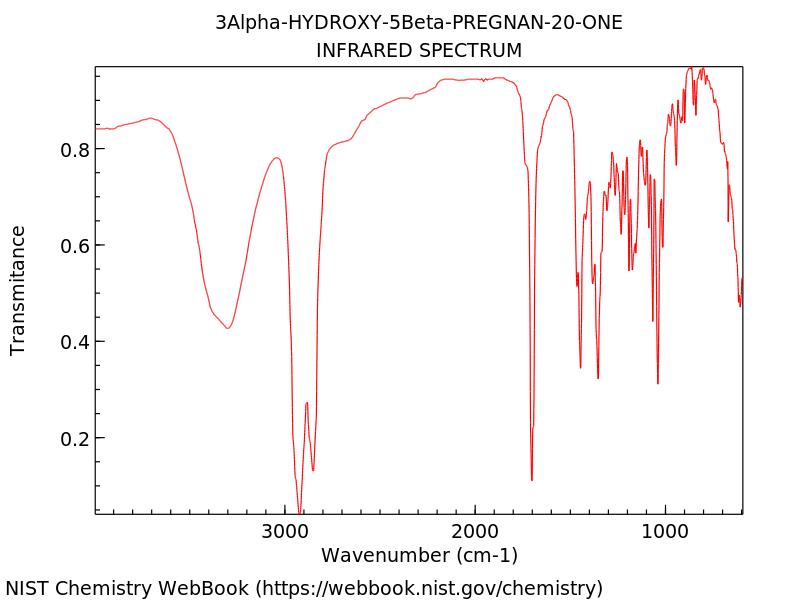 3Alpha-HYDROXY-5Beta-PREGNAN-20-ONE
INFRARED SPECTRUM
0.8
0.6
0.4
0.2
Transmitance
3000 2000 1000
Wavenumber (cm-1)
NIST Chemistry WebBook (https://webbook.nist.gov/chemistry)